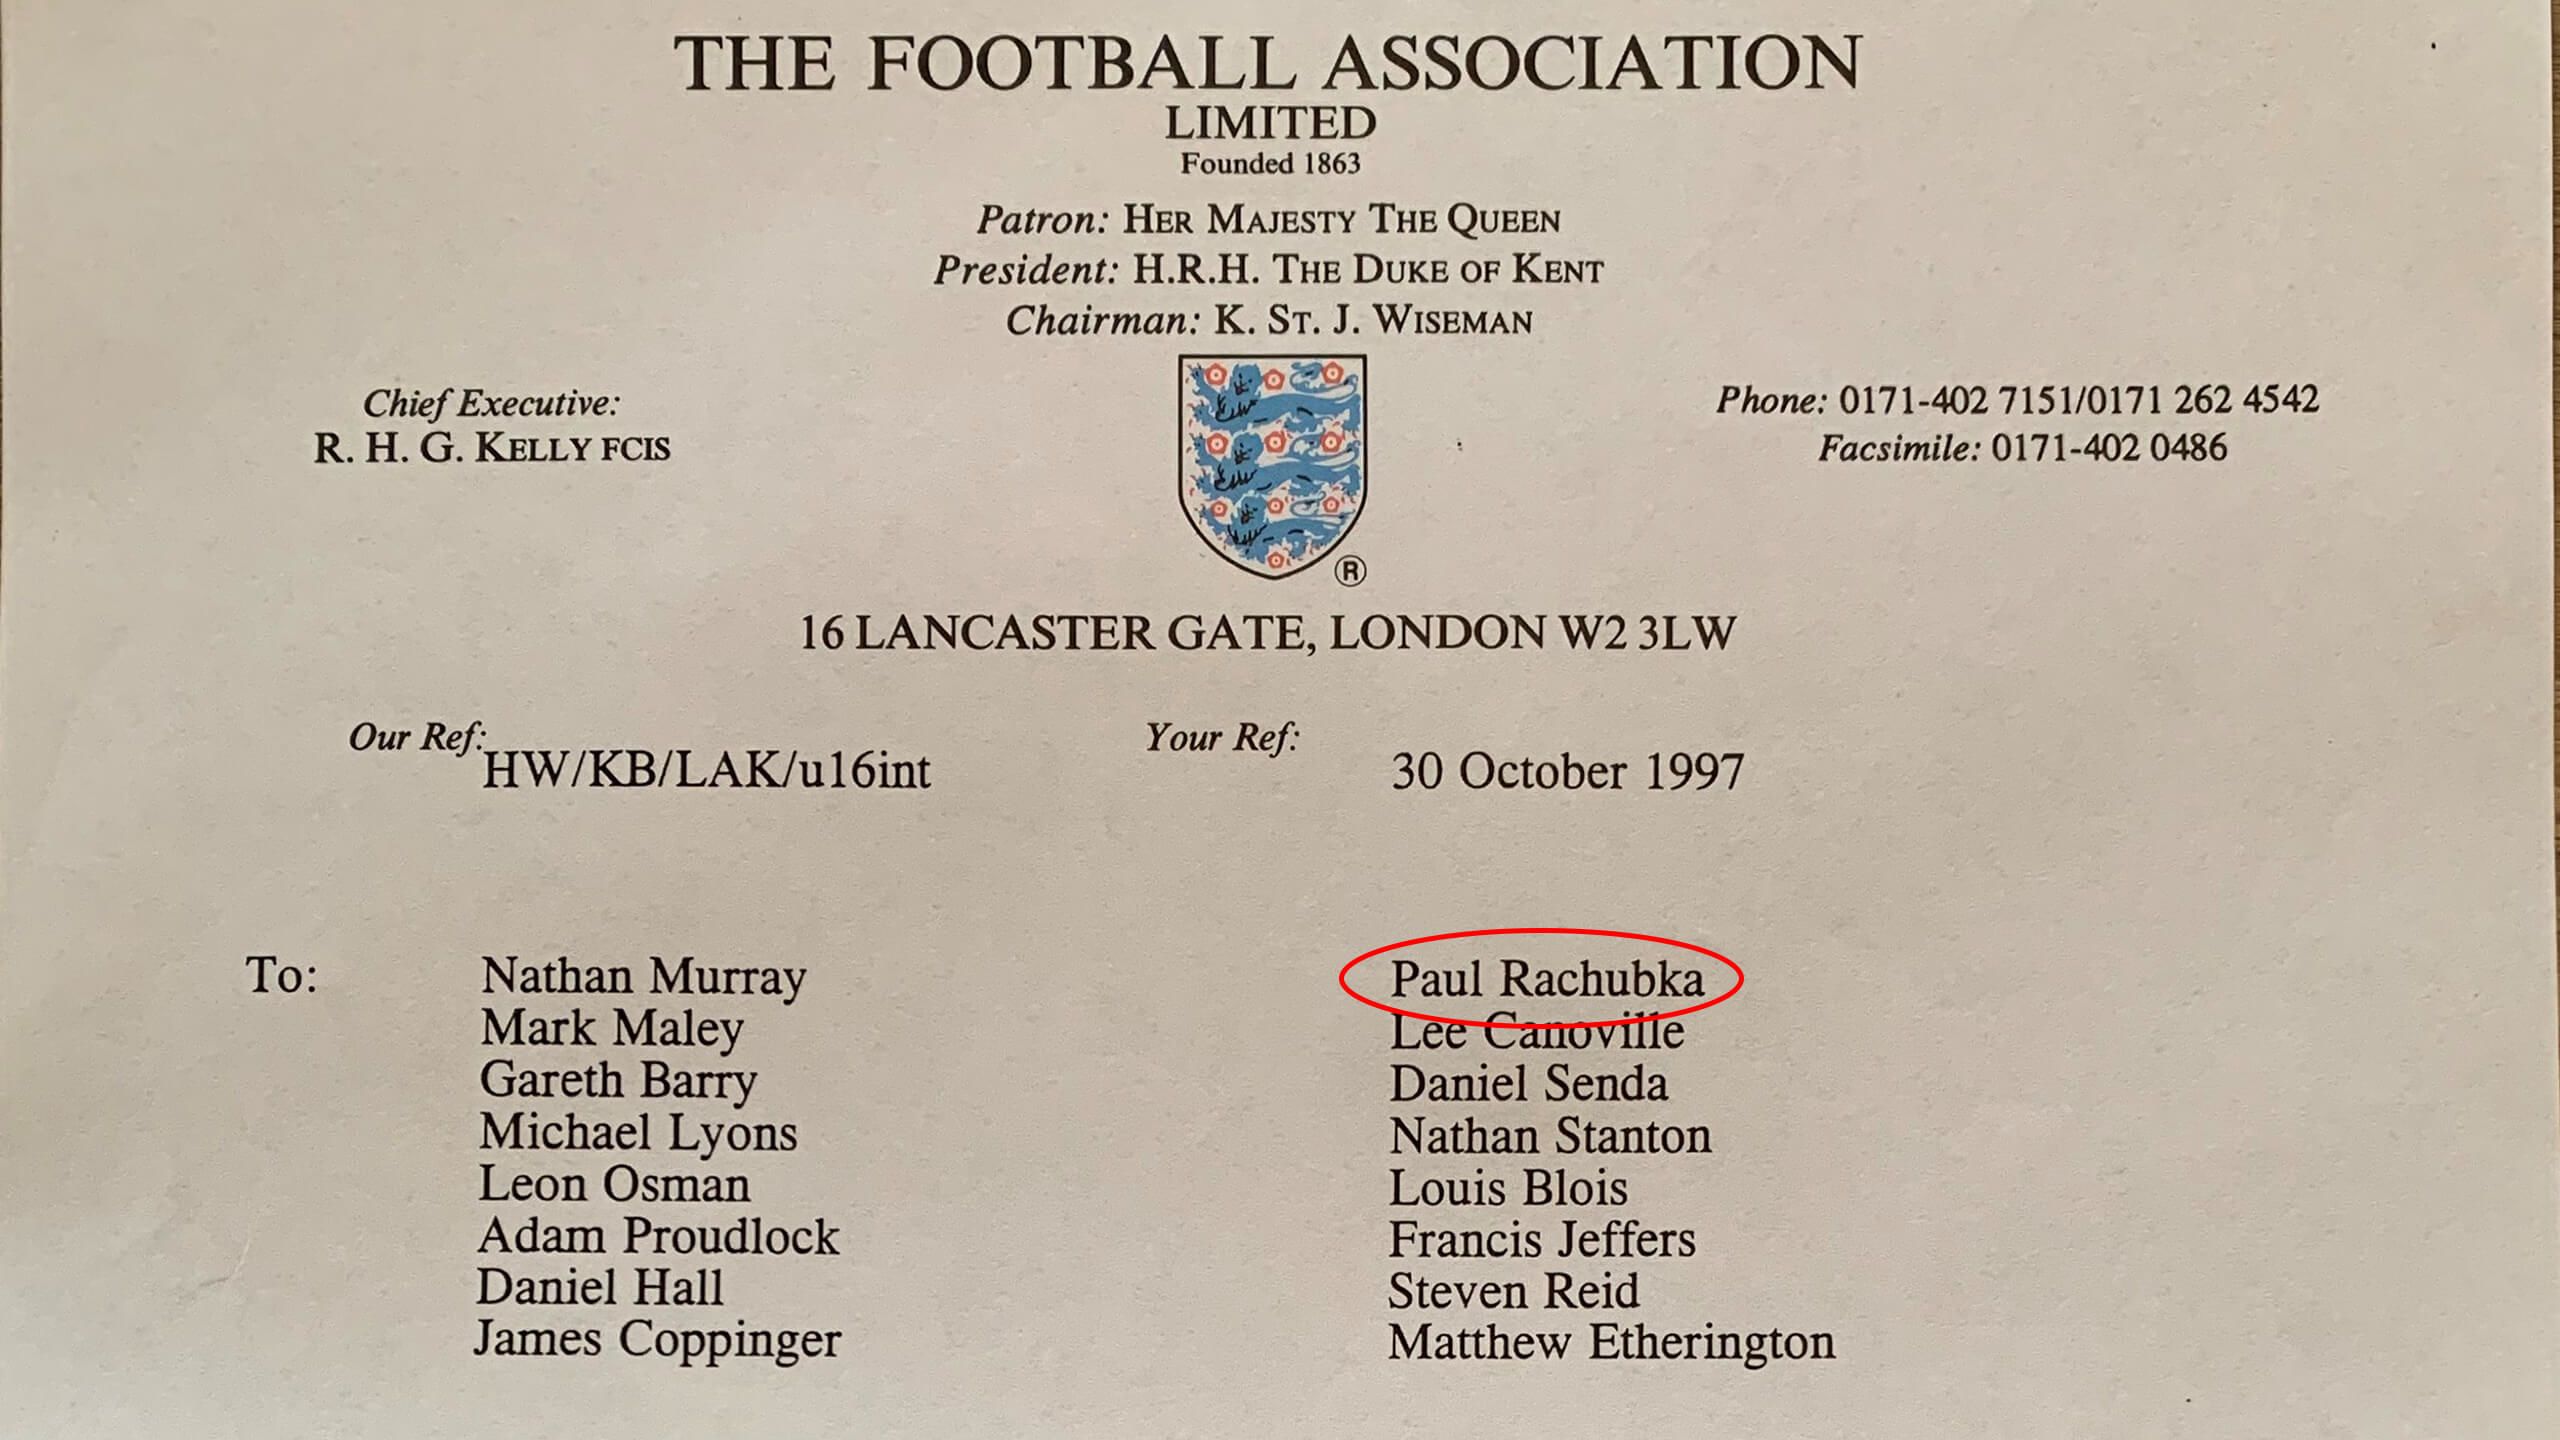 THE FOOTBALL ASSOCIATION
LIMITED
Founded 1863
Patron: HER MAJESTY THE QUEEN
President: H.R.H. THE DUKE OF KENT
Chairman: K. ST. J. WISEMAN
Chief Executive:
R. H. G. KELLY FCIS
Phone: 0171-402 7151/0171 262 4542
Facsimile: 0171-402 0486
®
16 LANCASTER GATE, LONDON W2 3LW
Our Ref: HW/KB/LAK/u16int
Your Ref: 30 October 1997
To: Nathan Murray Paul Rachubka
Mark Maley Lee Canoville
Gareth Barry Daniel Senda
Michael Lyons Nathan Stanton
Leon Osman Louis Blois
Adam Proudlock Francis Jeffers
Daniel Hall Steven Reid
James Coppinger Matthew Etherington